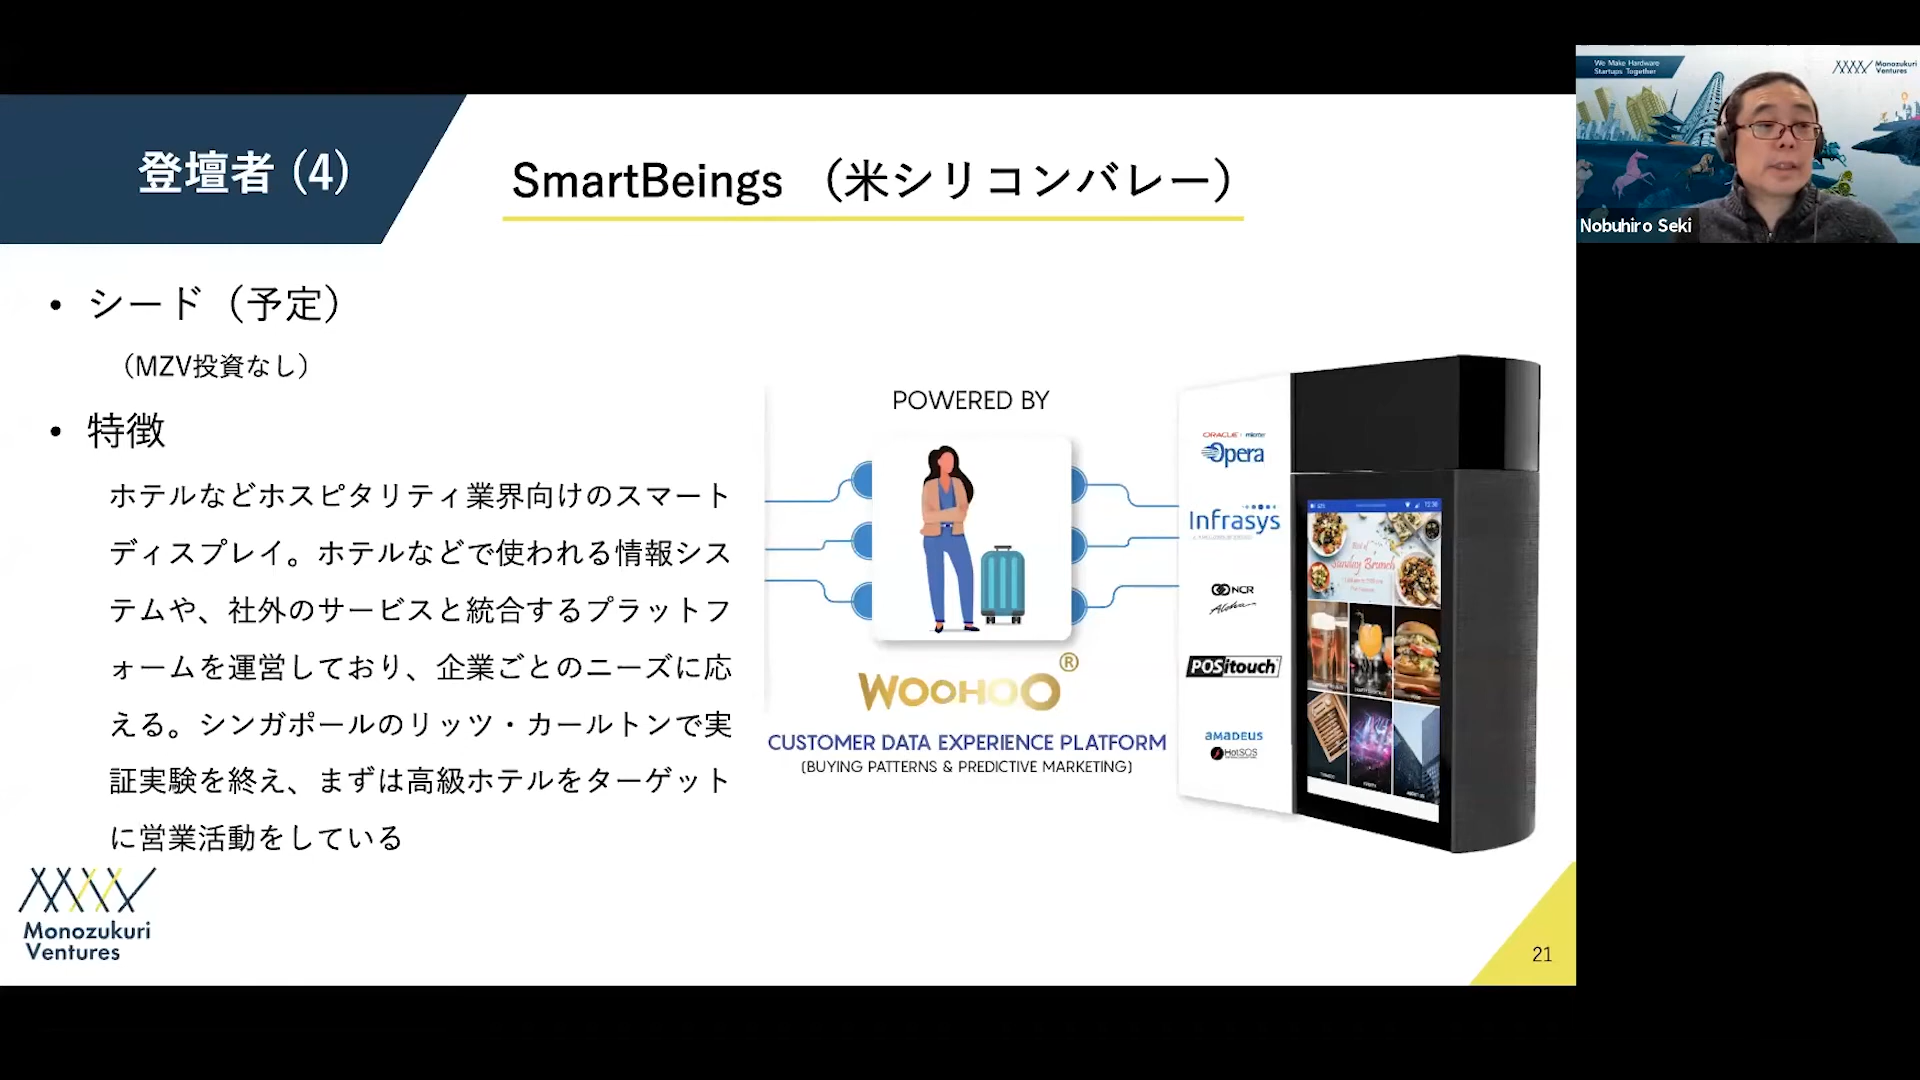 登壇者 (4)
SmartBeings （米シリコンバレー）
• シード（予定）
（MZV投資なし）
• 特徴
ホテルなどホスピタリティ業界向けのスマート
ディスプレイ。ホテルなどで使われる情報シス
テムや、社外のサービスと統合するプラットフ
ォームを運営しており、企業ごとのニーズに応
える。シンガポールのリッツ・カールトンで実
証実験を終え、まずは高級ホテルをターゲット
に営業活動をしている
POWERED BY
WOOHOO®
CUSTOMER DATA EXPERIENCE PLATFORM
(BUYING PATTERNS & PREDICTIVE MARKETING)
ORACLE
Opera
Infrasys
NCR
Aloha
POSitouch
AMADEUS
HotSOS
Sunday Brunch
Monozukuri
Ventures
21
We Make Hardware
Startups Together
Monozukuri
Ventures
Nobuhiro Seki